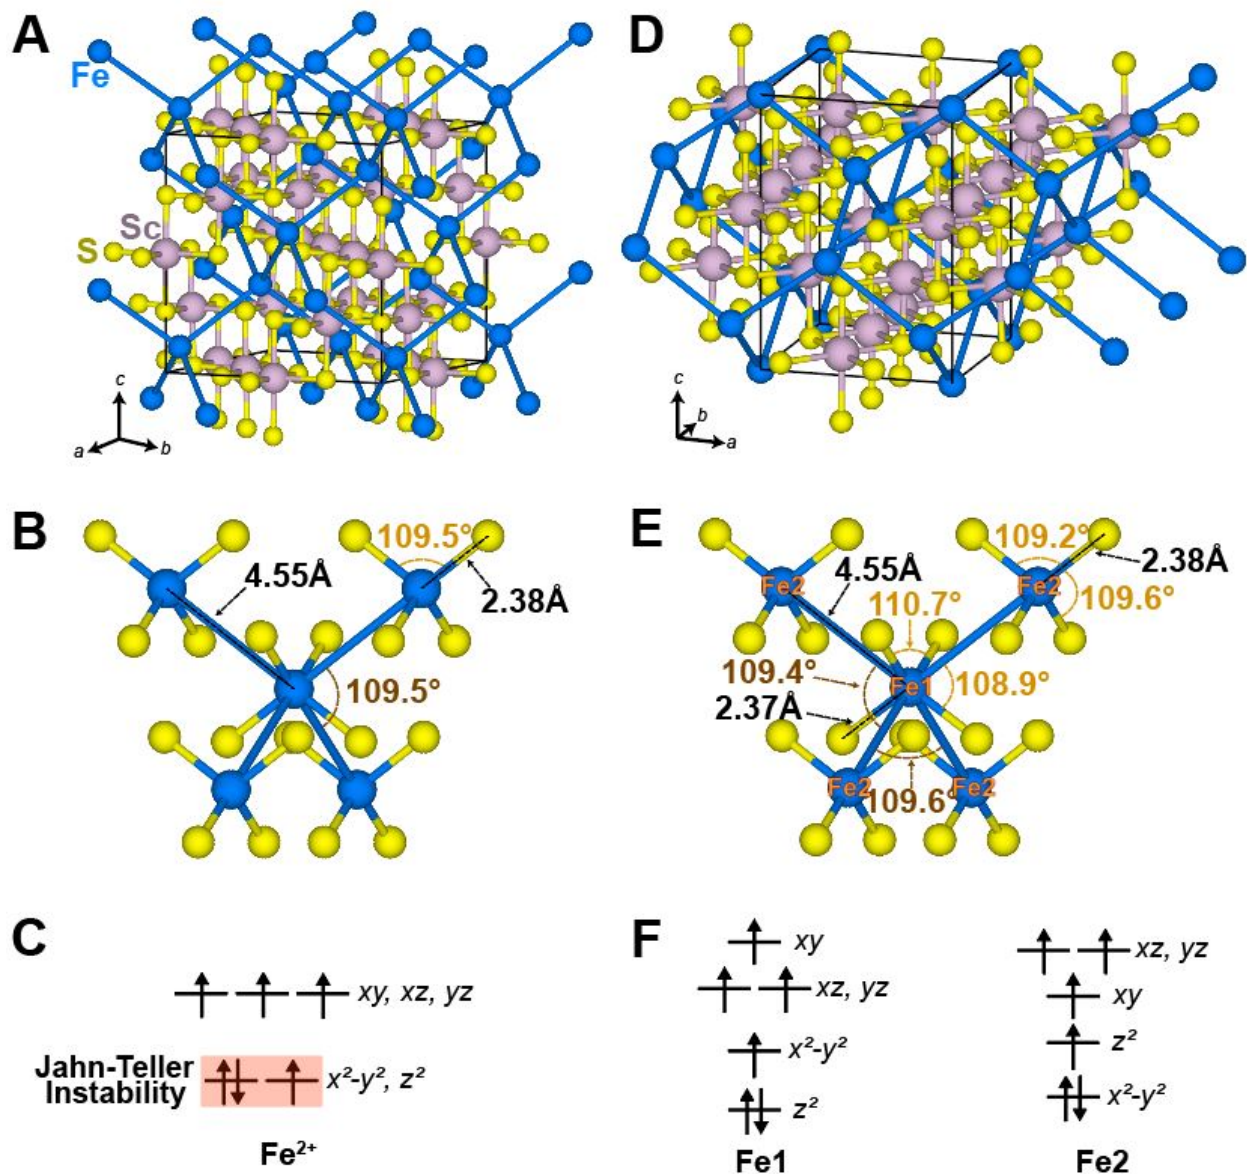 A
Fe
Sc
S
c
a
b
D
c
b
a
B
109.5°
4.55Å
2.38Å
109.5°
E
109.2°
4.55Å
2.38Å
Fe2
Fe2
110.7°
109.6°
109.4°
Fe1
108.9°
2.37Å
Fe2
Fe2
109.6°
C
xy, xz, yz
Jahn-Teller
Instability
x²-y², z²
Fe²⁺
F
xy
xz, yz
x²-y²
z²
Fe1
xz, yz
xy
z²
x²-y²
Fe2